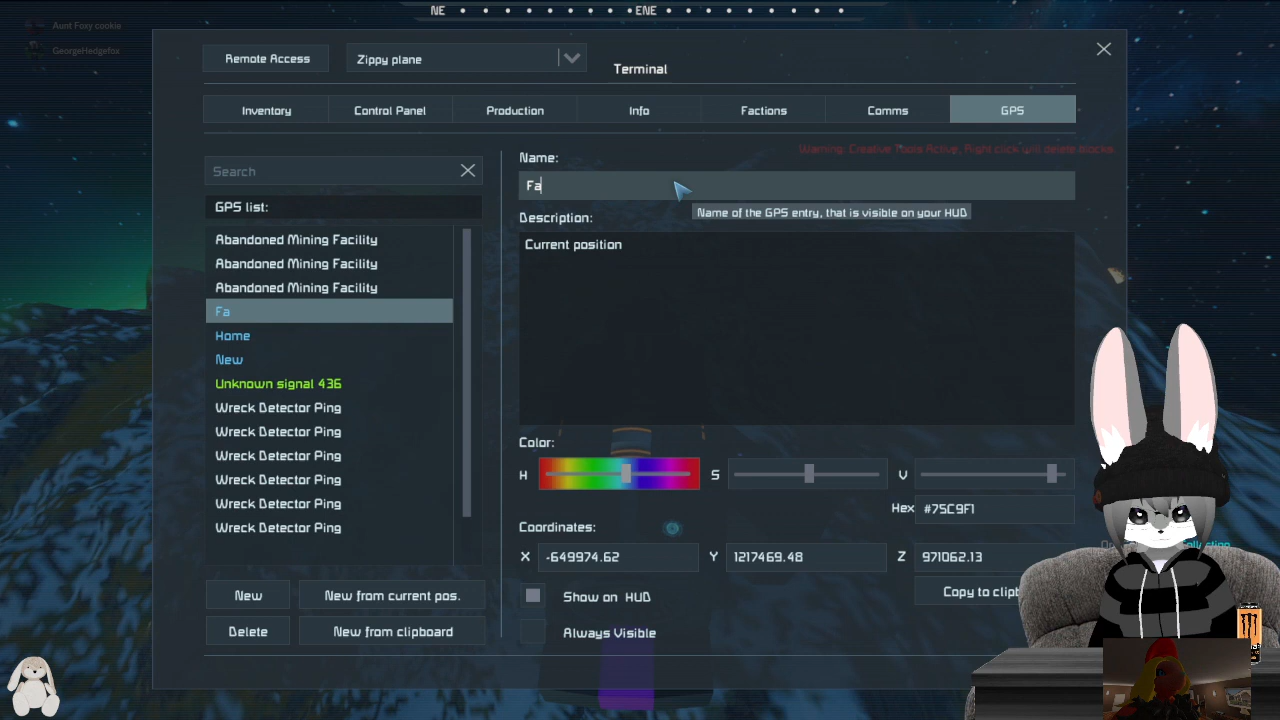 NE ENE
Aunt Foxy cookie
GeorgeHedgefox
Remote Access
Zippy plane
Terminal
Inventory
Control Panel
Production
Info
Factions
Comms
GPS
Warning: Creative Tools Active, Right click will delete blocks
Search
GPS list:
Abandoned Mining Facility
Abandoned Mining Facility
Abandoned Mining Facility
Fa
Home
New
Unknown signal 436
Wreck Detector Ping
Wreck Detector Ping
Wreck Detector Ping
Wreck Detector Ping
Wreck Detector Ping
Wreck Detector Ping
New
New from current pos.
Delete
New from clipboard
Name:
Fa
Name of the GPS entry, that is visible on your HUD
Description:
Current position
Color:
H S V
Hex #75C9F1
Coordinates:
X -649974.62 Y 1217469.48 Z 971062.13
Show on HUD
Copy to clipb
Always Visible